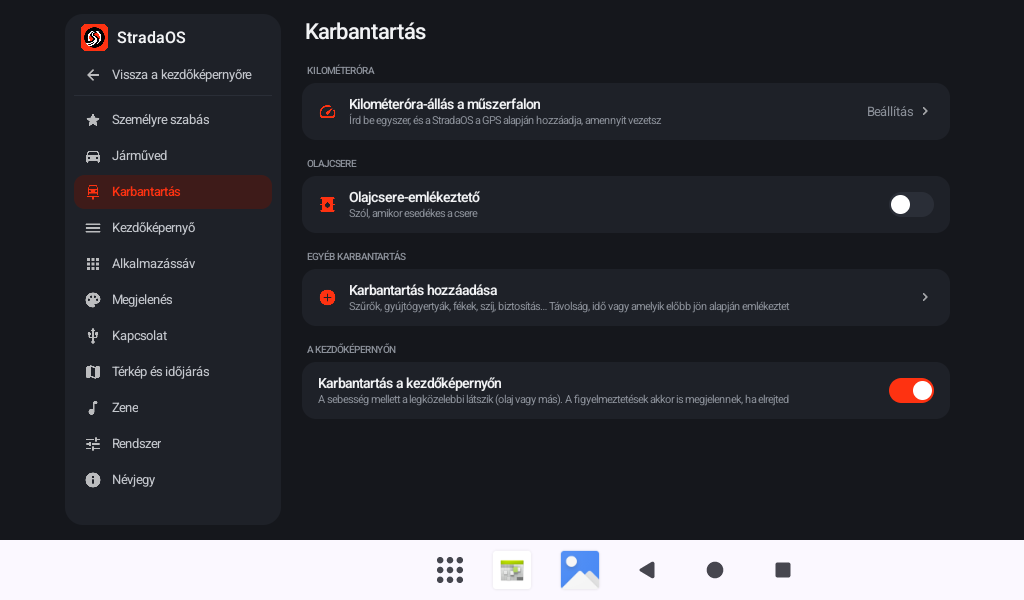 StradaOS
Vissza a kezdőképernyőre
Személyre szabás
Járműved
Karbantartás
Kezdőképernyő
Alkalmazássáv
Megjelenés
Kapcsolat
Térkép és időjárás
Zene
Rendszer
Névjegy
Karbantartás
KILOMÉTERÓRA
Kilométeróra-állás a műszerfalon
Írd be egyszer, és a StradaOS a GPS alapján hozzáadja, amennyit vezetsz
Beállítás
OLAJCSERE
Olajcsere-emlékeztető
Szól, amikor esedékes a csere
EGYÉB KARBANTARTÁS
Karbantartás hozzáadása
Szűrők, gyújtógyertyák, fékek, szíj, biztosítás... Távolság, idő vagy amelyik előbb jön alapján emlékeztet
A KEZDŐKÉPERNYŐN
Karbantartás a kezdőképernyőn
A sebesség mellett a legközelebbi látszik (olaj vagy más). A figyelmeztetések akkor is megjelennek, ha elrejted